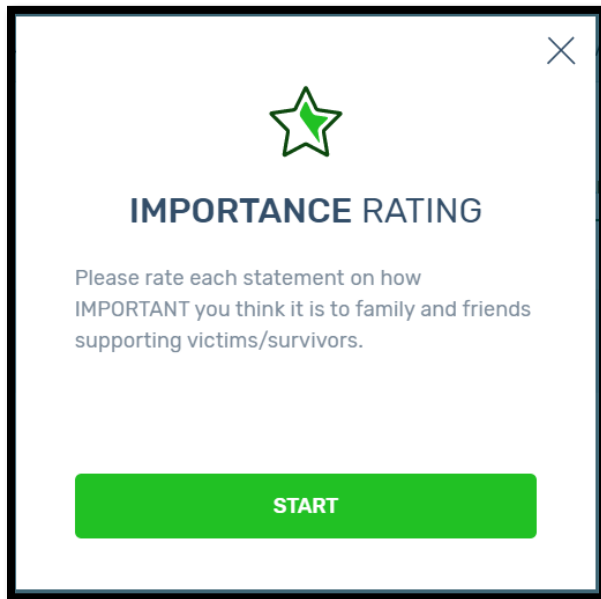 IMPORTANCE RATING
Please rate each statement on how
IMPORTANT you think it is to family and friends
supporting victims/survivors.
START